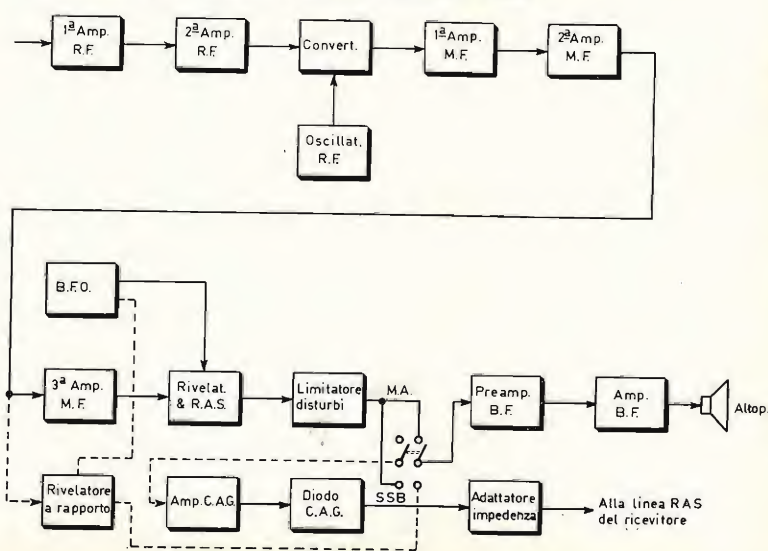 1ª Amp.
R.F.
2ª Amp.
R.F.
Convert.
1ª Amp.
M.F.
2ª Amp.
M.F.
Oscillat.
R.F.
B.F.O.
3ª Amp.
M.F.
Rivelat.
& R.A.S.
Limitatore
disturbi
M.A.
Preamp.
B.F.
Amp.
B.F.
Altop.
Rivelatore
a rapporto
Amp.C.A.G.
Diodo
C.A.G.
SSB
Adattatore
impedenza
Alla linea RAS
del ricevitore